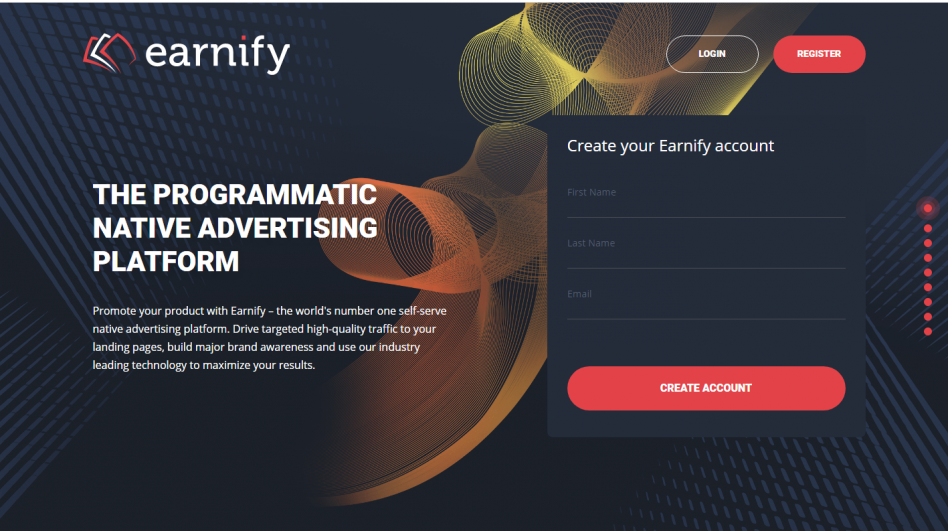 earnify
LOGIN
REGISTER
THE PROGRAMMATIC
NATIVE ADVERTISING
PLATFORM
Promote your product with Earnify – the world's number one self-serve
native advertising platform. Drive targeted high-quality traffic to your
landing pages, build major brand awareness and use our industry
leading technology to maximize your results.
Create your Earnify account
First Name
Last Name
Email
CREATE ACCOUNT